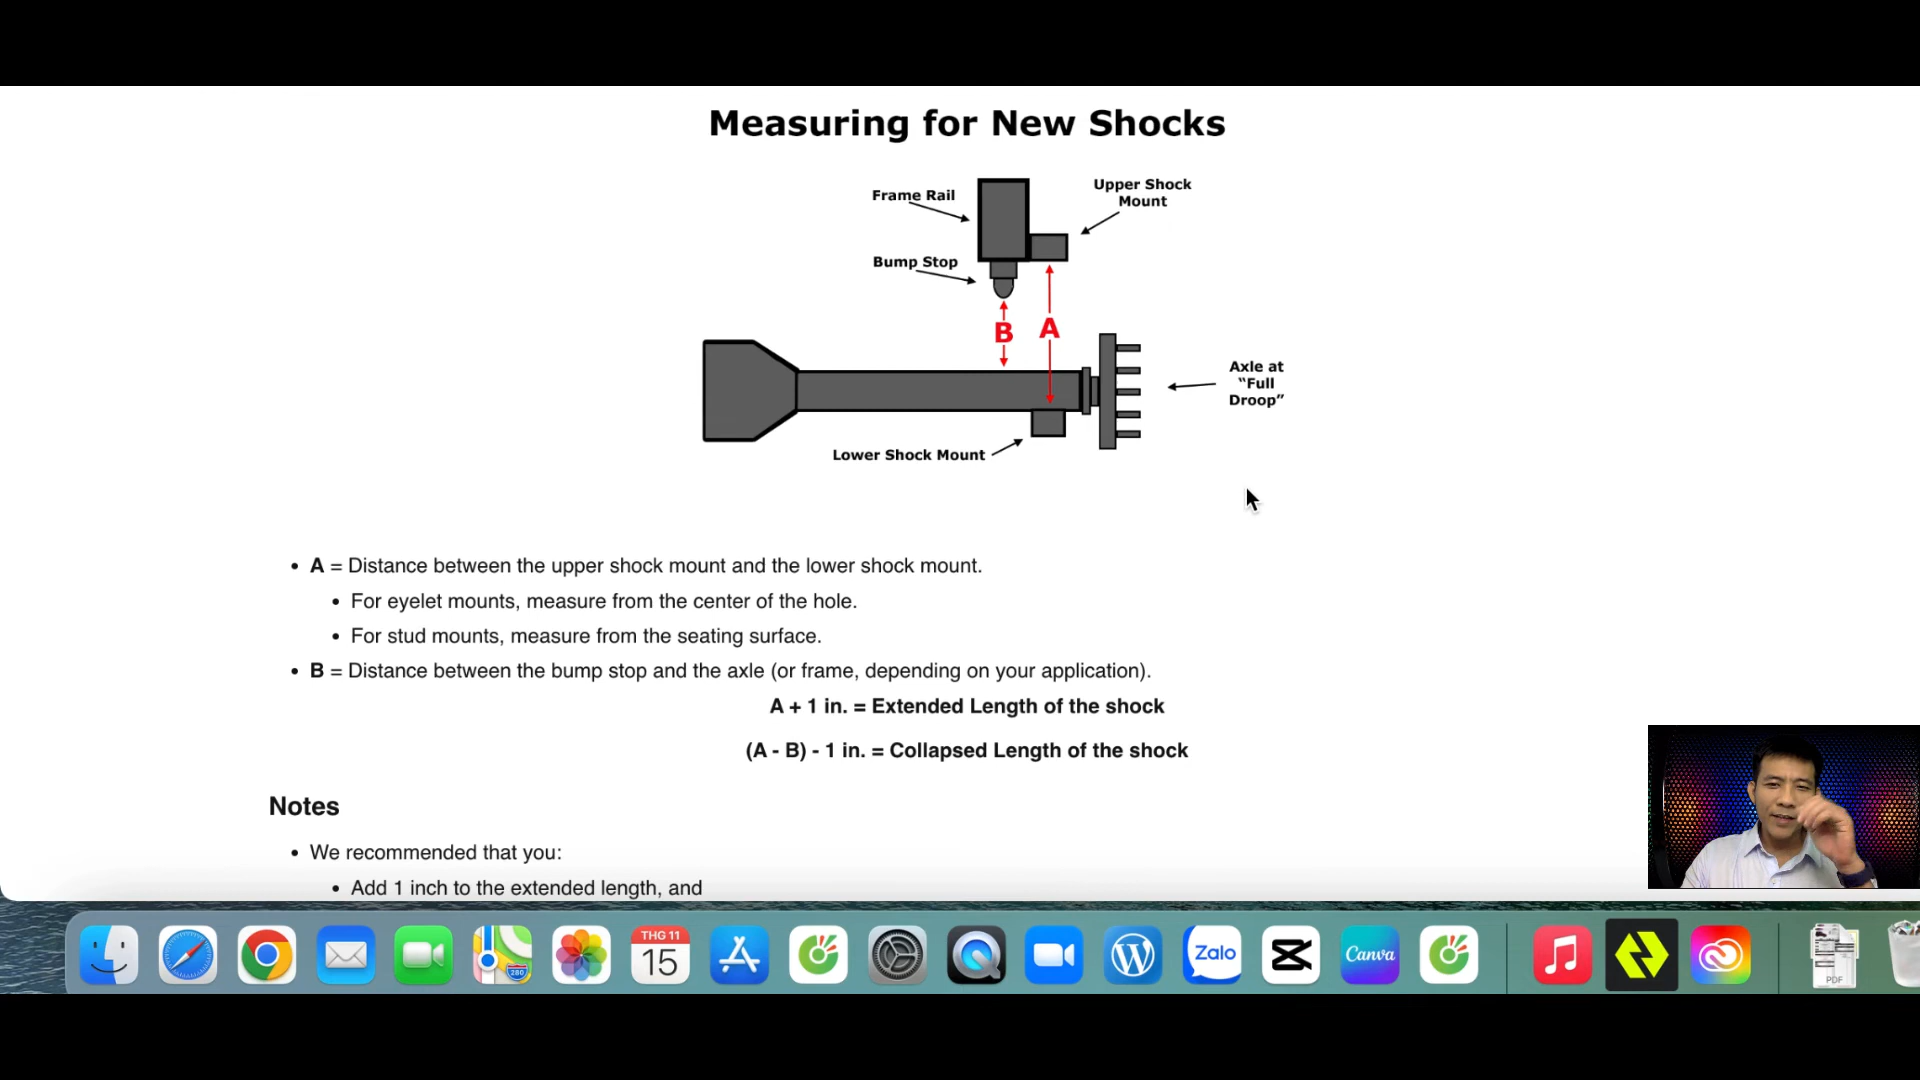 Measuring for New Shocks
Frame Rail
Upper Shock
Mount
Bump Stop
B
A
Axle at
“Full
Droop”
Lower Shock Mount
• A = Distance between the upper shock mount and the lower shock mount.
• For eyelet mounts, measure from the center of the hole.
• For stud mounts, measure from the seating surface.
• B = Distance between the bump stop and the axle (or frame, depending on your application).
A + 1 in. = Extended Length of the shock
(A - B) - 1 in. = Collapsed Length of the shock
Notes
• We recommended that you:
• Add 1 inch to the extended length, and
THG 11
15
280
Zalo
Canva
PDF